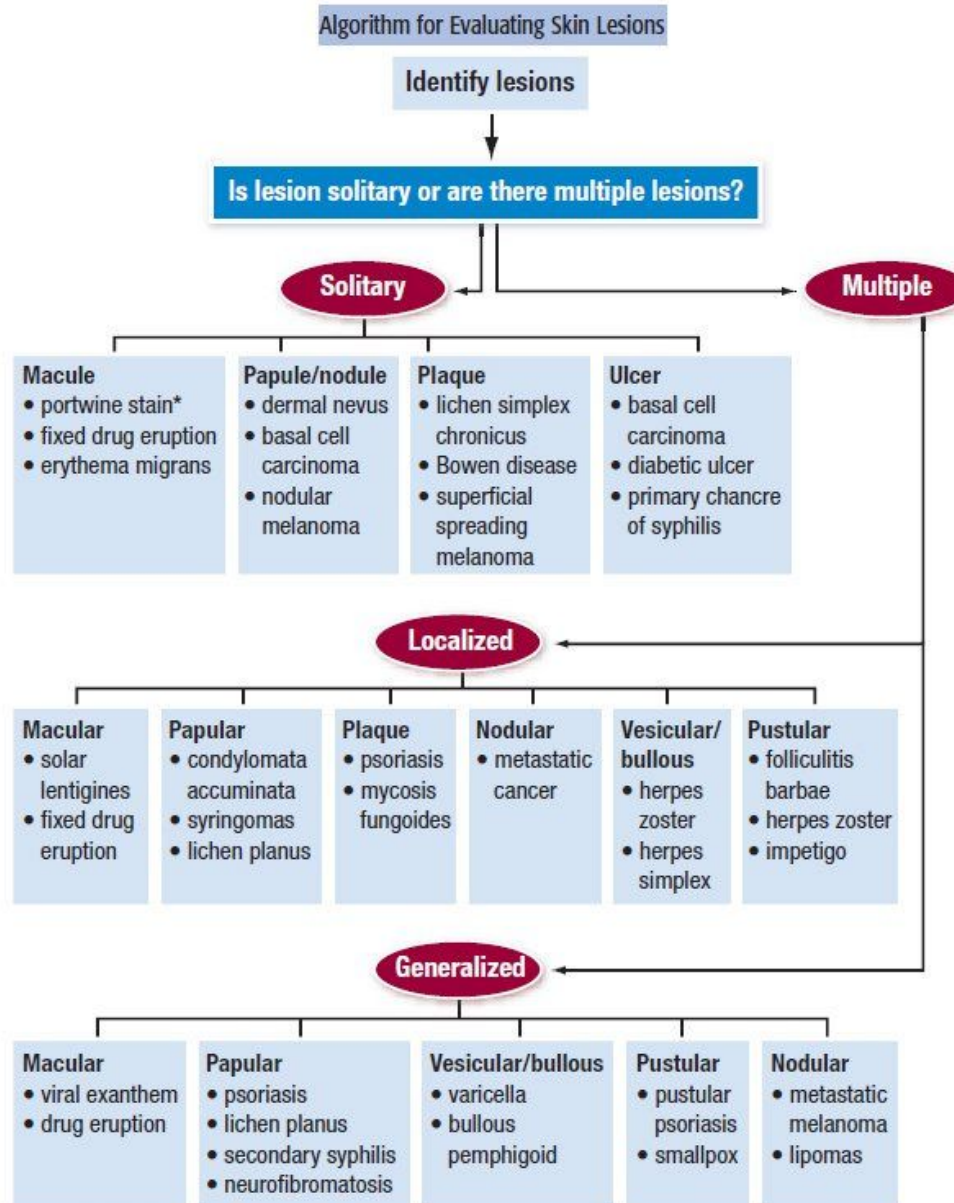 Algorithm for Evaluating Skin Lesions
Identify lesions
Is lesion solitary or are there multiple lesions?
Solitary
Multiple
Macule
• portwine stain*
• fixed drug eruption
• erythema migrans
Papule/nodule
• dermal nevus
• basal cell
carcinoma
• nodular
melanoma
Plaque
• lichen simplex
chronicus
• Bowen disease
• superficial
spreading
melanoma
Ulcer
• basal cell
carcinoma
• diabetic ulcer
• primary chancre
of syphilis
Localized
Macular
• solar
lentigines
• fixed drug
eruption
Papular
• condylomata
accuminata
• syringomas
• lichen planus
Plaque
• psoriasis
• mycosis
fungoides
Nodular
• metastatic
cancer
Vesicular/
bullous
• herpes
zoster
• herpes
simplex
Pustular
• folliculitis
barbae
• herpes zoster
• impetigo
Generalized
Macular
• viral exanthem
• drug eruption
Papular
• psoriasis
• lichen planus
• secondary syphilis
• neurofibromatosis
Vesicular/bullous
• varicella
• bullous
pemphigoid
Pustular
• pustular
psoriasis
• smallpox
Nodular
• metastatic
melanoma
• lipomas